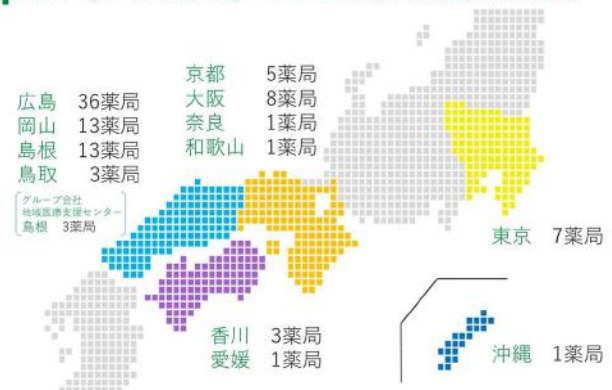 広島 36薬局
岡山 13薬局
島根 13薬局
鳥取 3薬局
グループ会社
地域医療支援センター
島根 3薬局
京都 5薬局
大阪 8薬局
奈良 1薬局
和歌山 1薬局
東京 7薬局
香川 3薬局
愛媛 1薬局
沖縄 1薬局